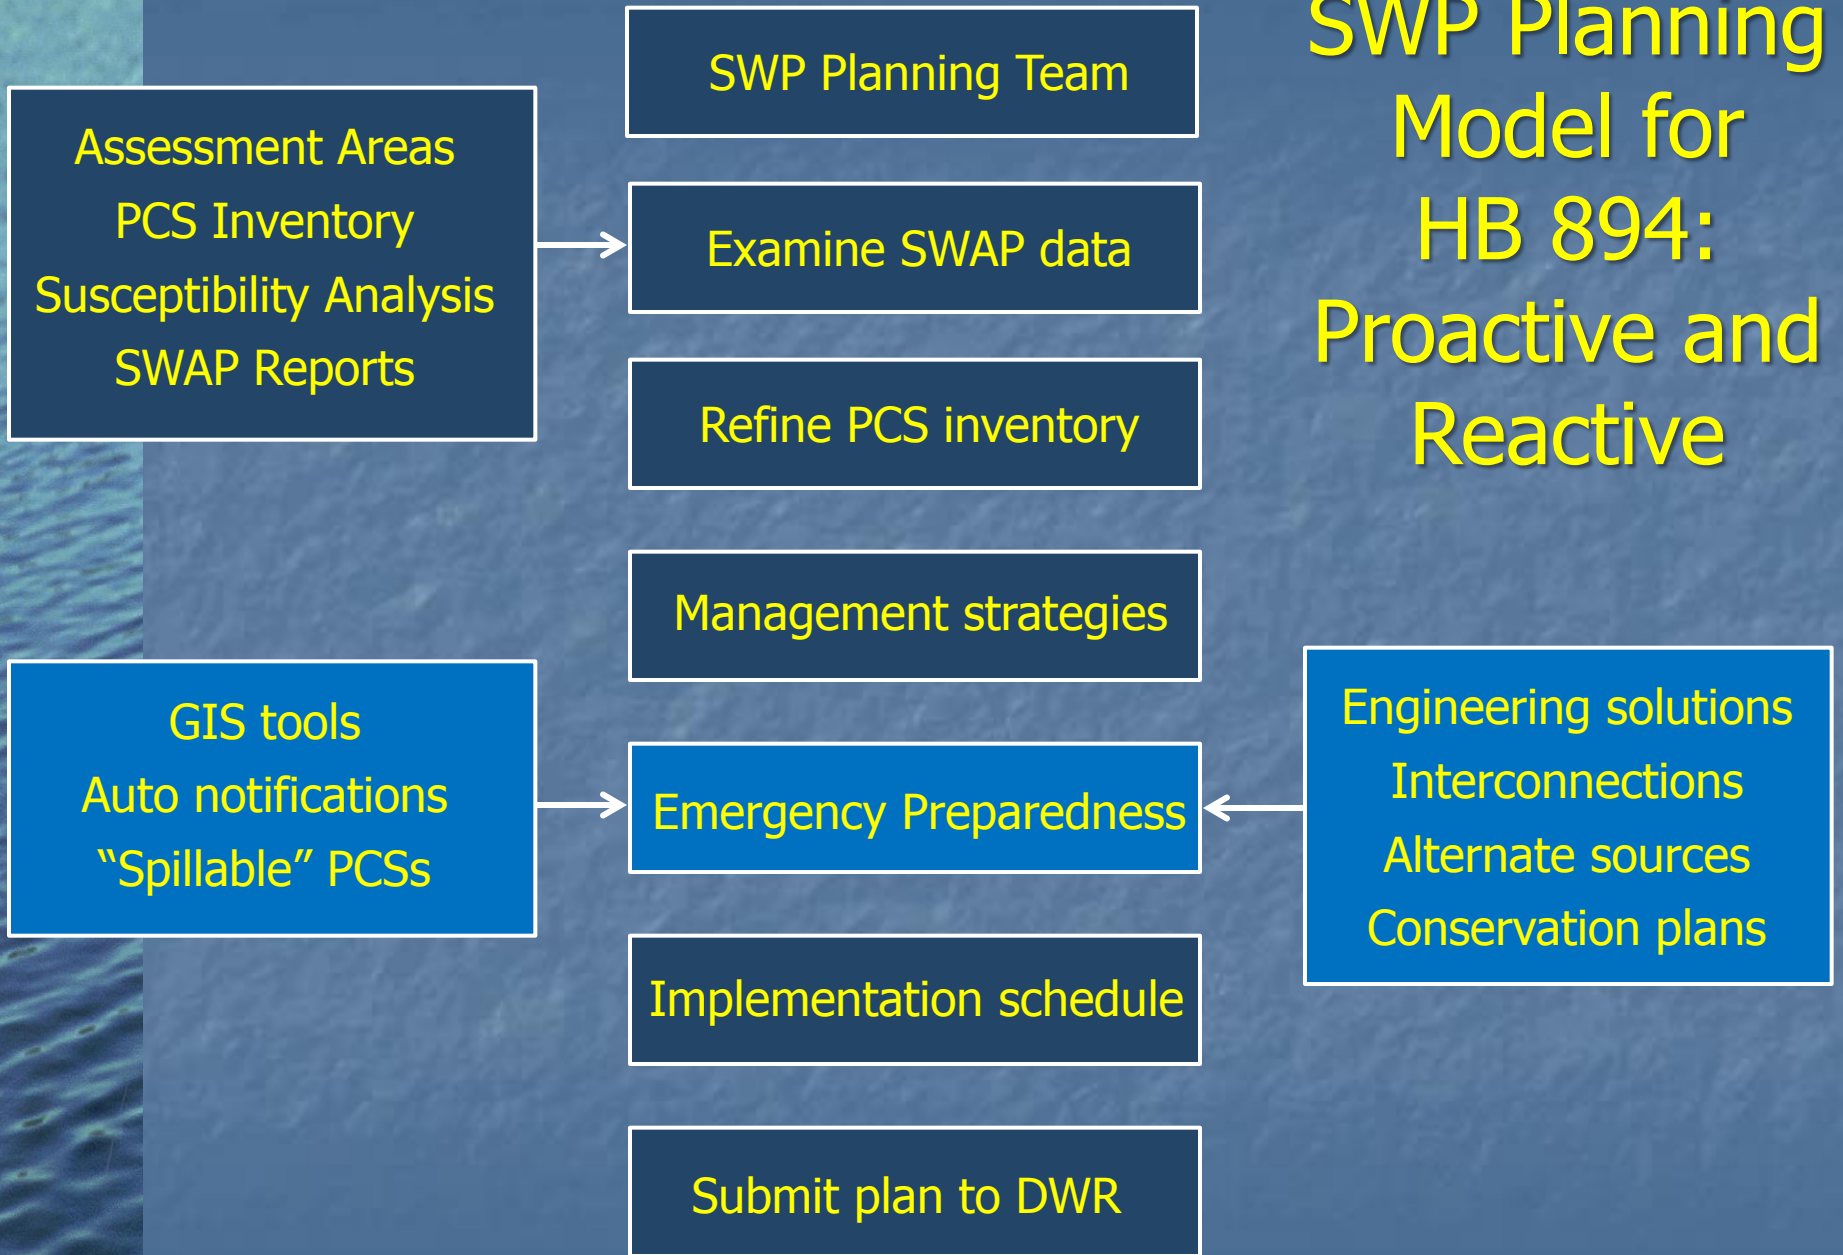 SWP Planning
Model for
HB 894:
Proactive and
Reactive
SWP Planning Team
Assessment Areas
PCS Inventory
Susceptibility Analysis
SWAP Reports
Examine SWAP data
Refine PCS inventory
Management strategies
GIS tools
Auto notifications
“Spillable” PCSs
Emergency Preparedness
Engineering solutions
Interconnections
Alternate sources
Conservation plans
Implementation schedule
Submit plan to DWR